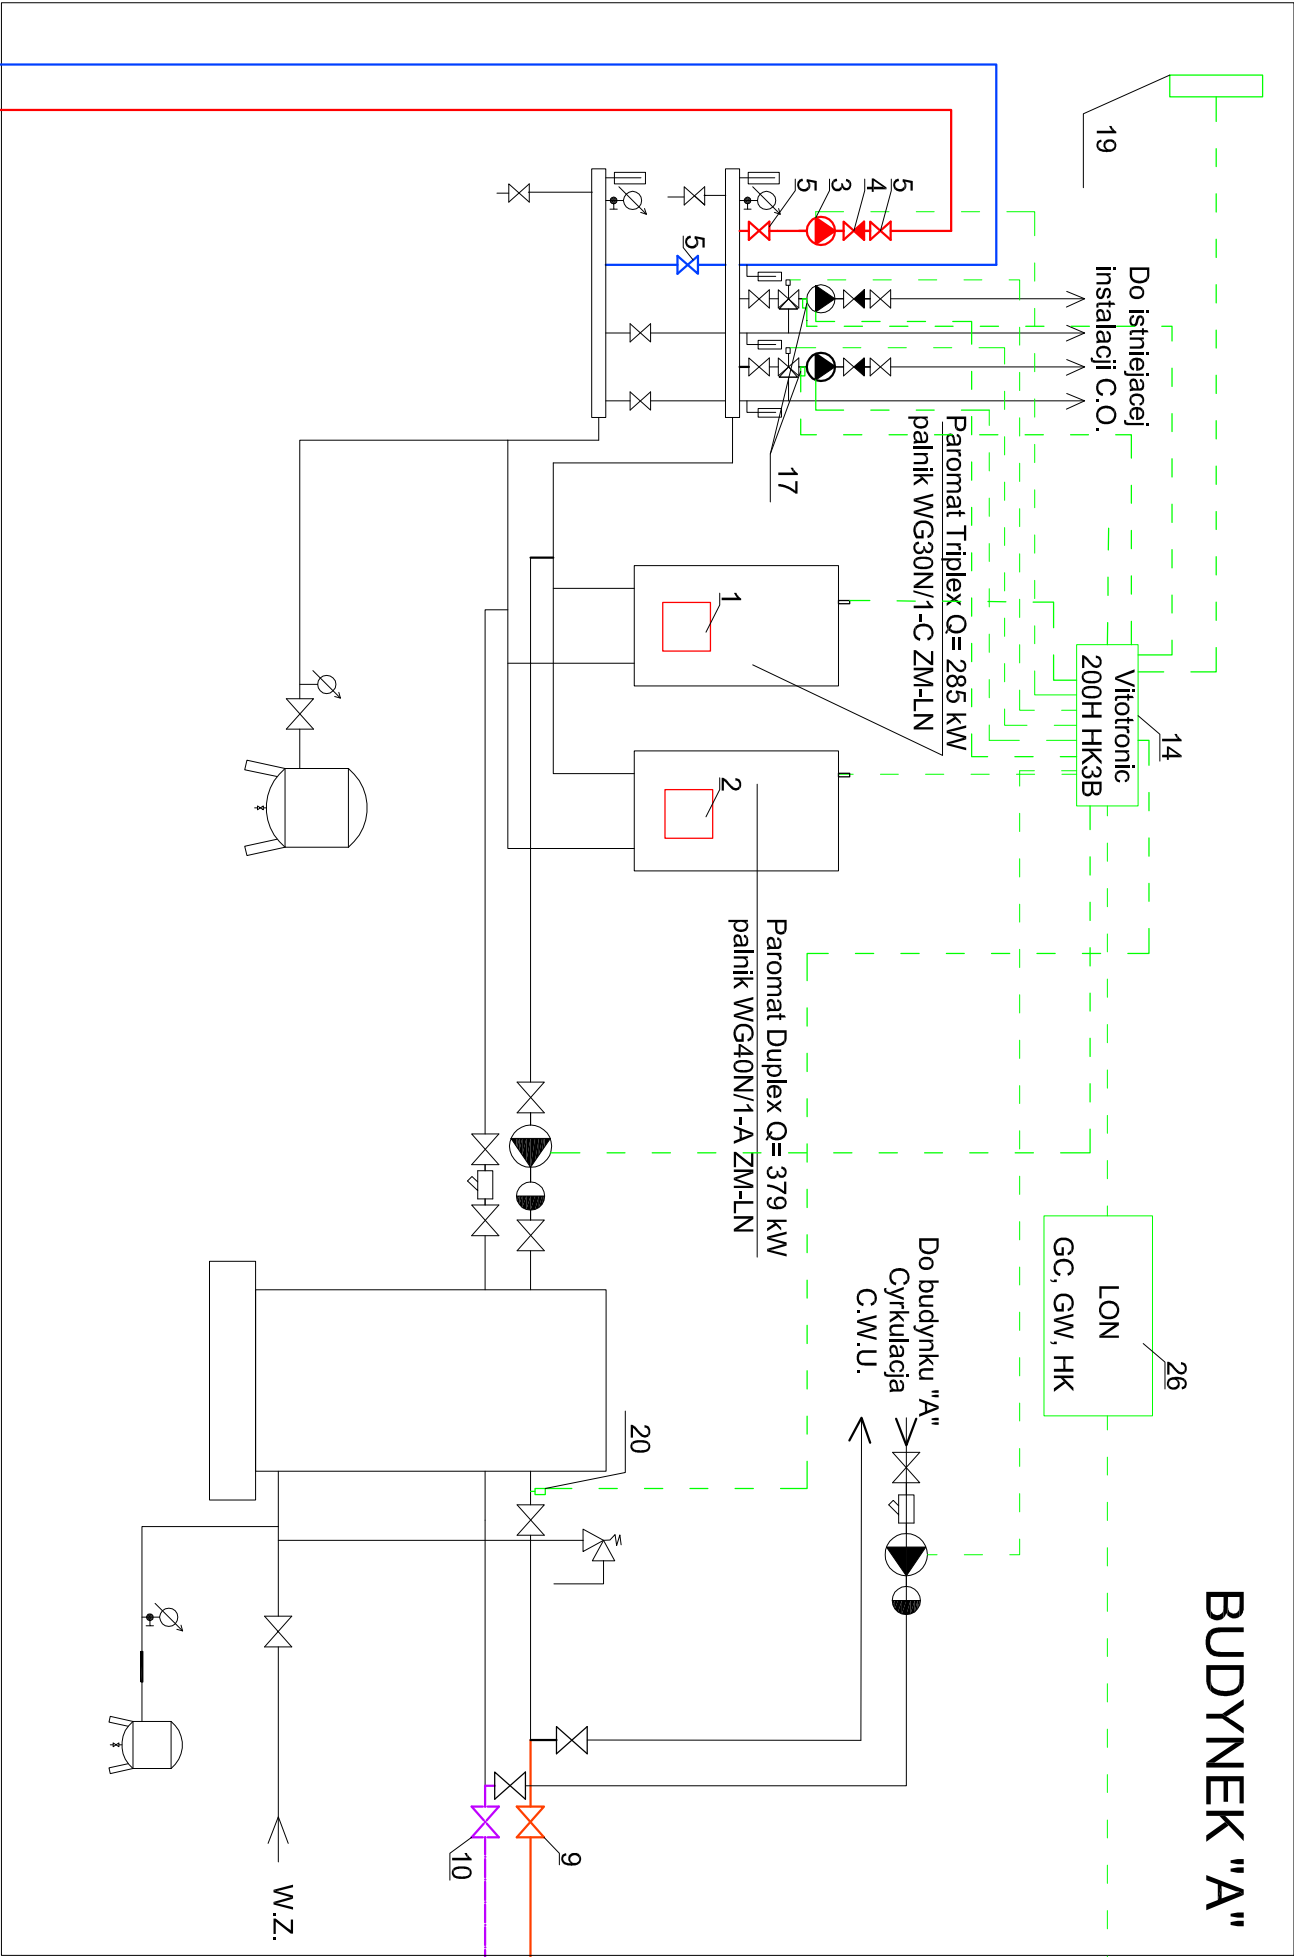 BUDYNEK "A"
19
Do istniejacej
instalacji C.O.
14
Vitotronic
200H HK3B
26
LON
GC, GW, HK
5
4
3
5
5
17
Paromat Triplex Q= 285 kW
palnik WG30N/1-C ZM-LN
1
2
Paromat Duplex Q= 379 kW
palnik WG40N/1-A ZM-LN
Do budynku "A"
Cyrkulacja
C.W.U.
20
9
10
W.Z.